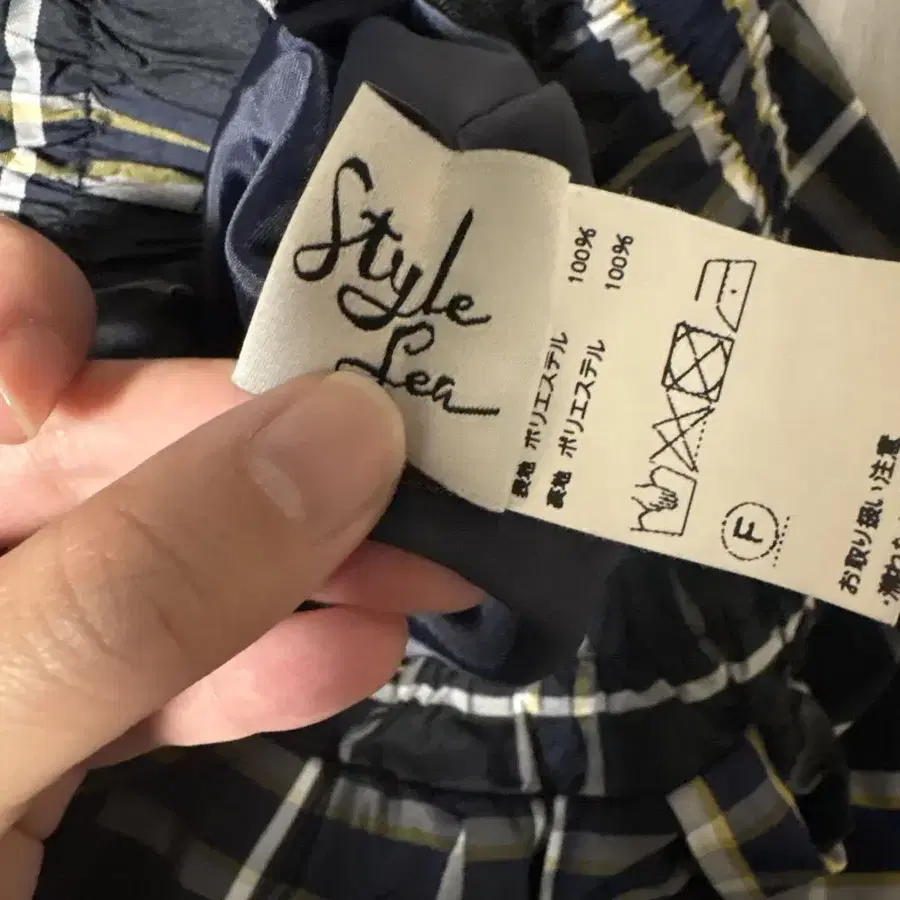 Style
Lea
表地 ポリエステル 100%
裏地 ポリエステル 100%
F
お取り扱い注意